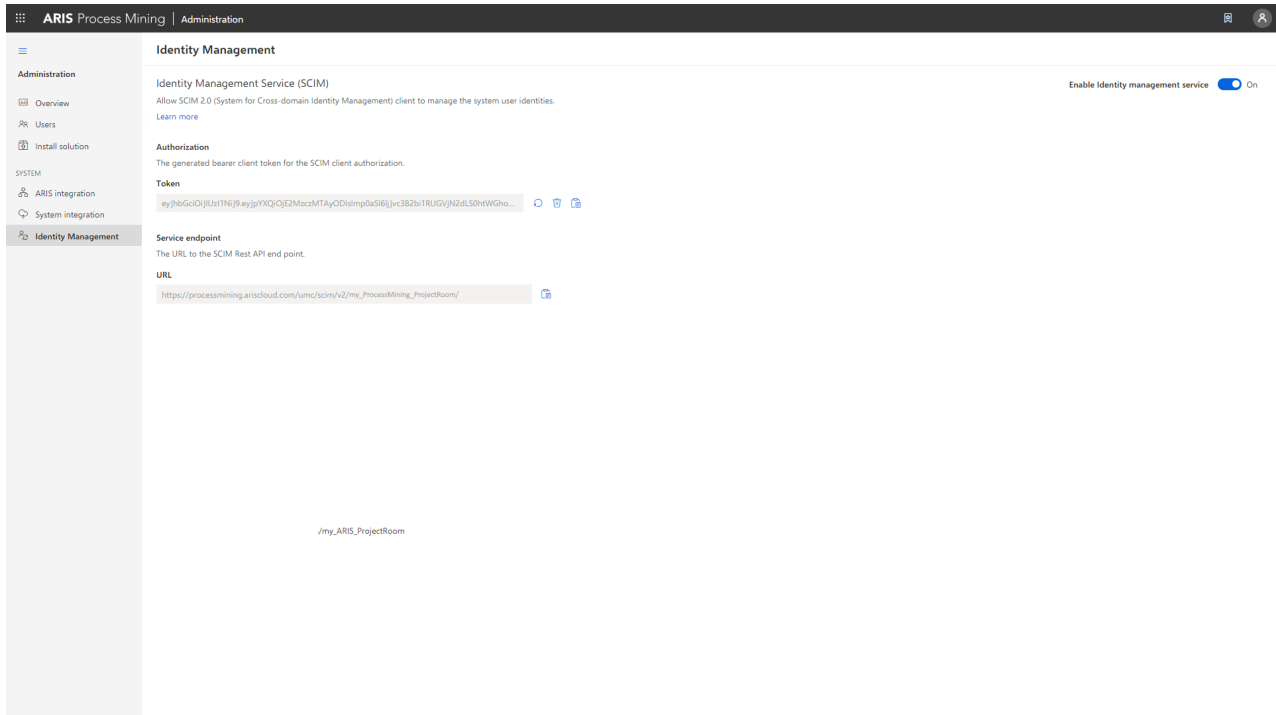 ARIS Process Mining | Administration
Identity Management
Administration
Overview
Users
Install solution
SYSTEM
ARIS integration
System integration
Identity Management
Identity Management Service (SCIM)
Enable Identity management service On
Allow SCIM 2.0 (System for Cross-domain Identity Management) client to manage the system user identities.
Learn more
Authorization
The generated bearer client token for the SCIM client authorization.
Token
Service endpoint
The URL to the SCIM Rest API end point.
URL
https://processmining.ariscloud.com/umc/scim/v2/my_ProcessMining_ProjectRoom/
/my_ARIS_ProjectRoom